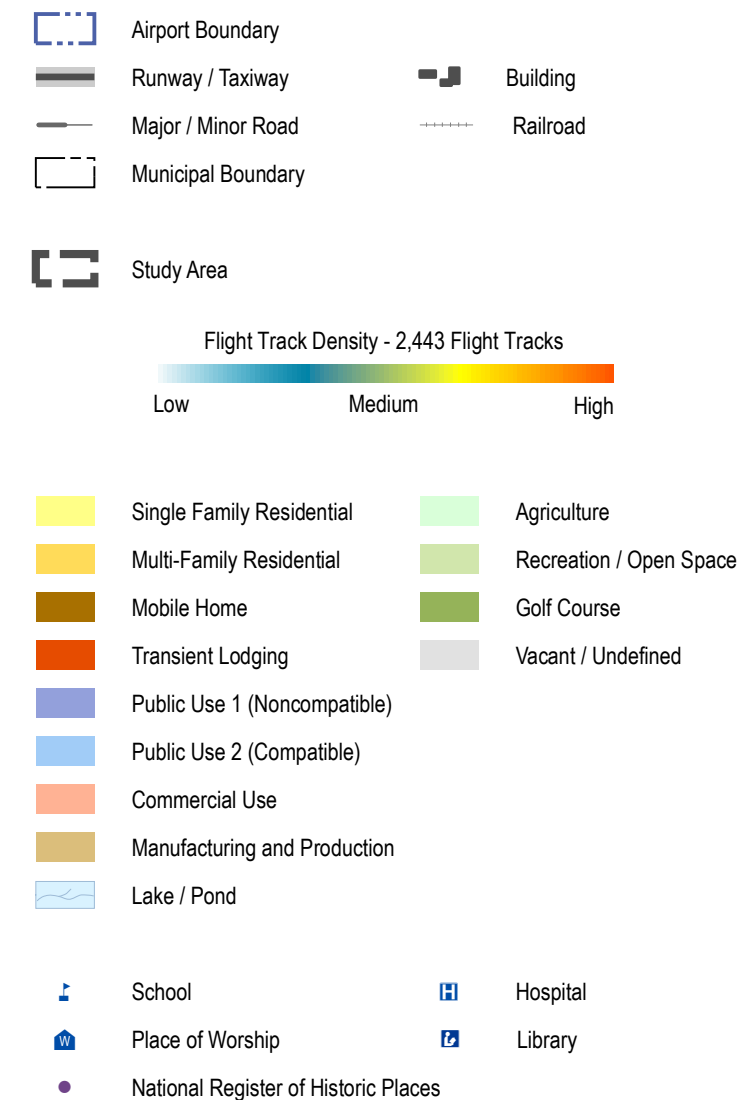 Airport Boundary
Runway / Taxiway
Building
Major / Minor Road
Railroad
Municipal Boundary
Study Area
Flight Track Density - 2,443 Flight Tracks
Low Medium High
Single Family Residential
Agriculture
Multi-Family Residential
Recreation / Open Space
Mobile Home
Golf Course
Transient Lodging
Vacant / Undefined
Public Use 1 (Noncompatible)
Public Use 2 (Compatible)
Commercial Use
Manufacturing and Production
Lake / Pond
School
H Hospital
W Place of Worship
Library
National Register of Historic Places